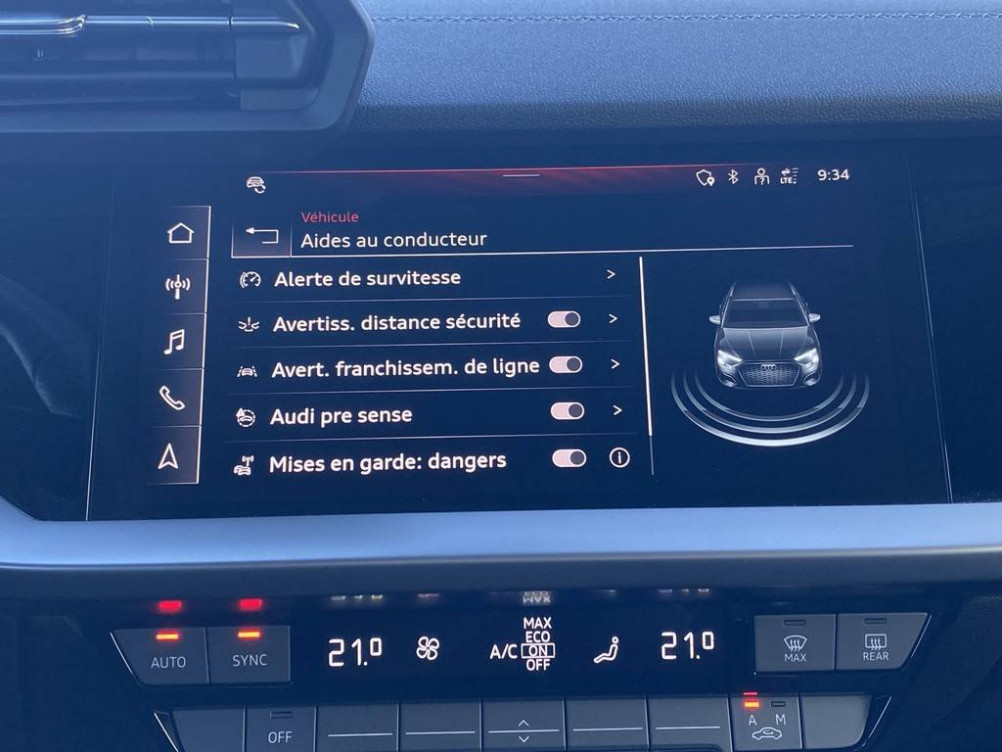 LTE 9:34
Véhicule
Aides au conducteur
Alerte de survitesse
Avertiss. distance sécurité
Avert. franchissem. de ligne
Audi pre sense
Mises en garde: dangers
MAX
ECO
AUTO SYNC 21.0 A/C ON 21.0 MAX REAR
OFF
OFF A M